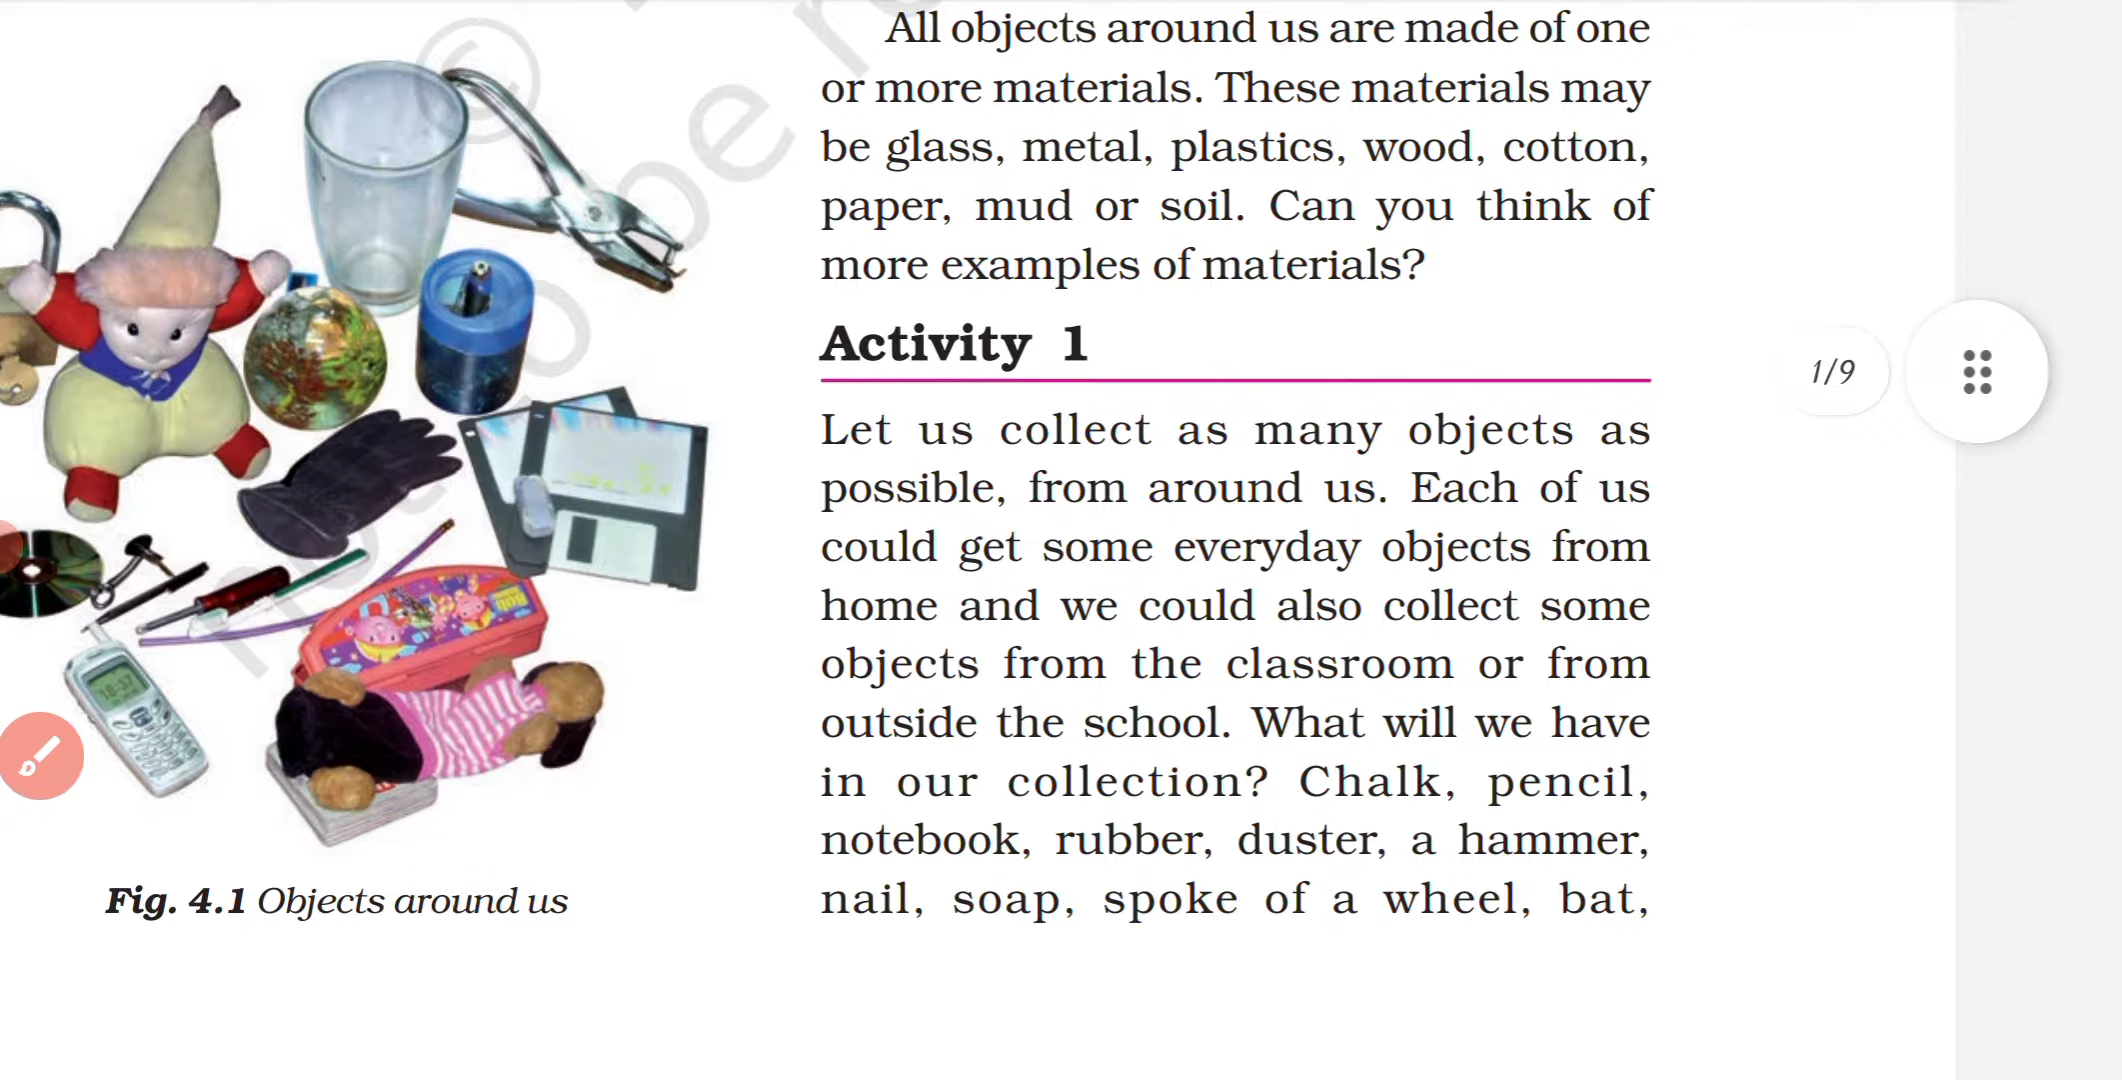 All objects around us are made of one
or more materials. These materials may
be glass, metal, plastics, wood, cotton,
paper, mud or soil. Can you think of
more examples of materials?
Activity 1
Let us collect as many objects as
possible, from around us. Each of us
could get some everyday objects from
home and we could also collect some
objects from the classroom or from
outside the school. What will we have
in our collection? Chalk, pencil,
notebook, rubber, duster, a hammer,
nail, soap, spoke of a wheel, bat,
Fig. 4.1 Objects around us
1/9
©
be